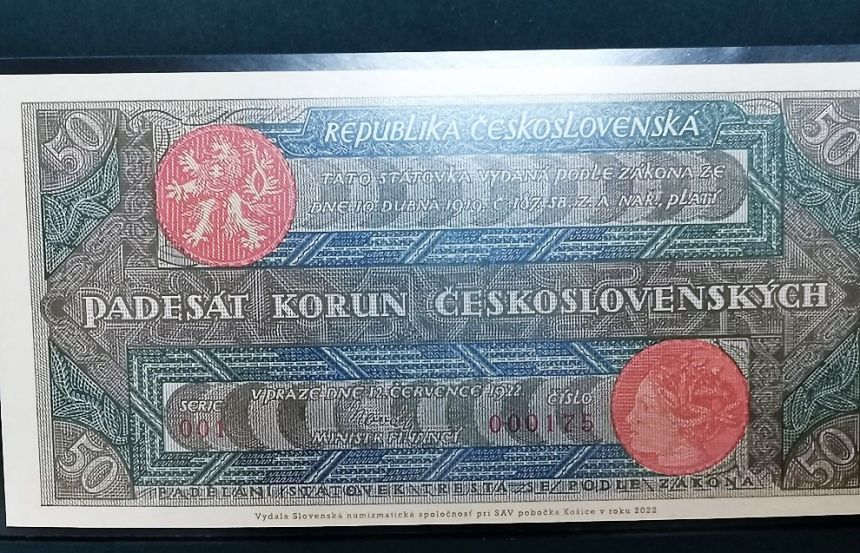 50 50
REPUBLIKA ČESKOSLOVENSKÁ
TATO STÁTOVKA VYDANÁ PODLE ZÁKONA ZE
DNE 10. DUBNA 1919. Č. 187. SB. Z. A NAŘ. PLATÍ
PADESÁT KORUN ČESKOSLOVENSKÝCH
SERIE V PRAZE DNE 12. ČERVENCE 1922 ČÍSLO
001 000175
MINISTR FINANCÍ
50 50
PADĚLÁNÍ STÁTOVEK TRESTÁ SE PODLE ZÁKONA
Vydala Slovenská numizmatická spoločnosť pri SAV pobočka Košice v roku 2022